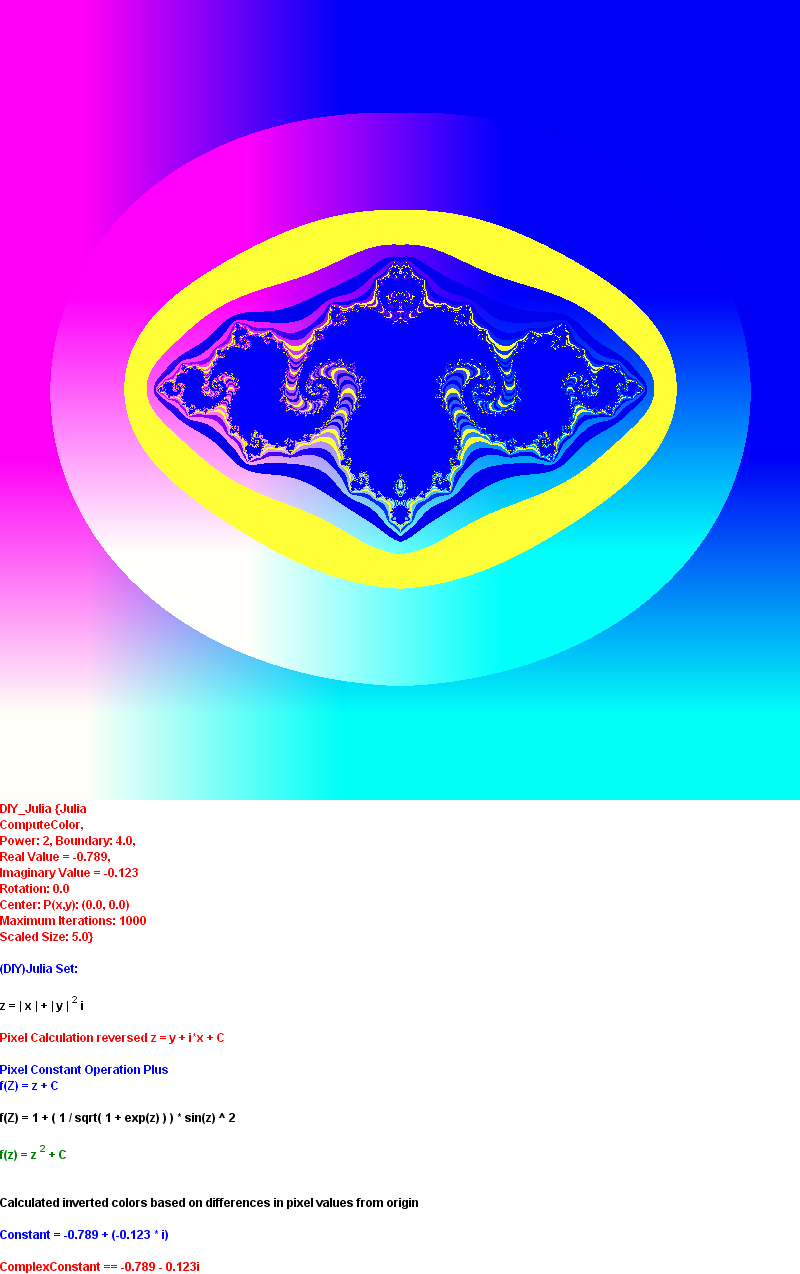 DIY_Julia {Julia
ComputeColor,
Power: 2, Boundary: 4.0,
Real Value = -0.789,
Imaginary Value = -0.123
Rotation: 0.0
Center: P(x,y): (0.0, 0.0)
Maximum Iterations: 1000
Scaled Size: 5.0}
(DIY)Julia Set:
z = | x | + | y | 2 i
Pixel Calculation reversed z = y + i*x + C
Pixel Constant Operation Plus
f(Z) = z + C
f(Z) = 1 + ( 1 / sqrt( 1 + exp(z) ) ) * sin(z) ^ 2
f(z) = z 2 + C
Calculated inverted colors based on differences in pixel values from origin
Constant = -0.789 + (-0.123 * i)
ComplexConstant == -0.789 - 0.123i